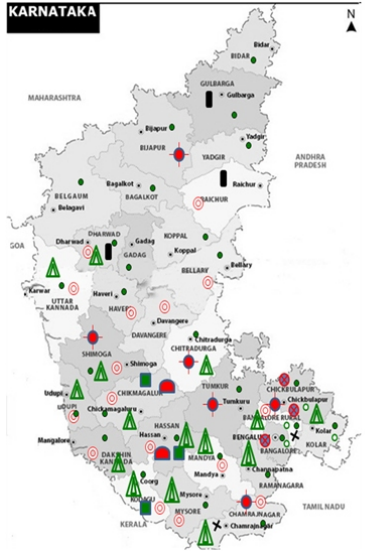 KARNATAKA
N
Bidar
BIDAR
GULBARGA
Gulbarga
MAHARASHTRA
Bijapur
BIJAPUR
Yadgir
YADGIR
ANDHRA
PRADESH
BELGAUM
Bagalkot
BAGALKOT
Raichur
RAICHUR
Belagavi
GOA
DHARWAD
Dharwad
Gadag
GADAG
KOPPAL
Koppal
Bellary
BELLARY
Karwar
UTTAR
KANNADA
Haveri
HAVERI
Davangere
DAVANGERE
Chitradurga
CHITRADURGA
SHIMOGA
Shimoga
CHIKMAGALUR
Chickamagaluru
TUMKUR
Tumkuru
CHICKBULAPUR
Chickbulapur
BANGALORE RURAL
Udupi
UDUPI
Kolar
KOLAR
HASSAN
Hassan
BENGALURU
BANGALORE
Mangalore
DAKSHIN
KANNADA
MANDYA
Mandya
Channapatna
RAMANAGARA
Coorg
KODAGU
Mysore
MYSORE
KERALA
CHAMRAJNAGAR
Chamrajnagar
TAMIL NADU